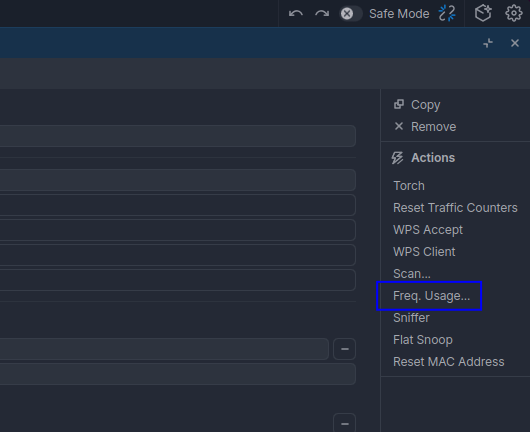 Safe Mode
Copy
Remove
Actions
Torch
Reset Traffic Counters
WPS Accept
WPS Client
Scan...
Freq. Usage...
Sniffer
Flat Snoop
Reset MAC Address